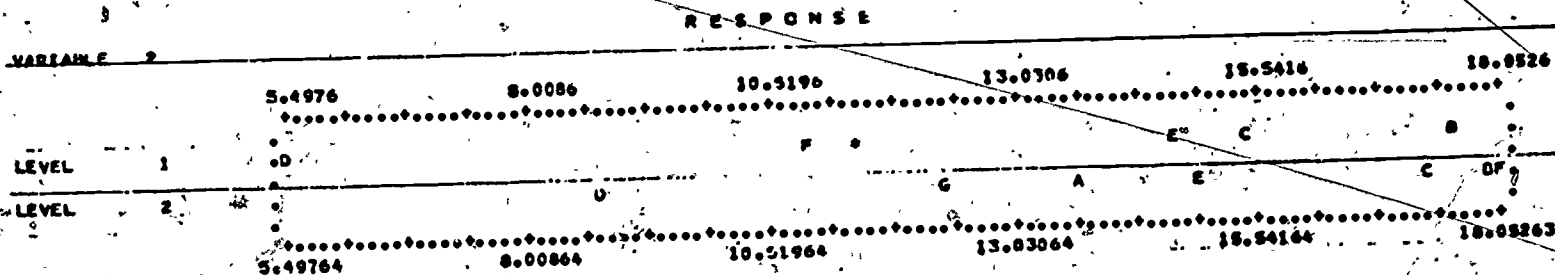 RESPONSE
VARIABLE 2
5.4976 8.0086 10.5196 13.0306 15.5416 18.0526
LEVEL 1 D F * E C B
LEVEL 2 D G A E C
5.49764 8.00864 10.51964 13.03064 15.54164 18.05263